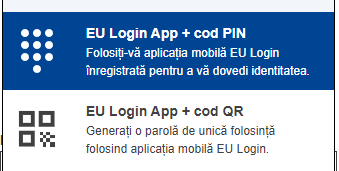 EU Login App + cod PIN
Folosiți-vă aplicația mobilă EU Login
înregistrată pentru a vă dovedi identitatea.
EU Login App + cod QR
Generați o parolă de unică folosință
folosind aplicația mobilă EU Login.